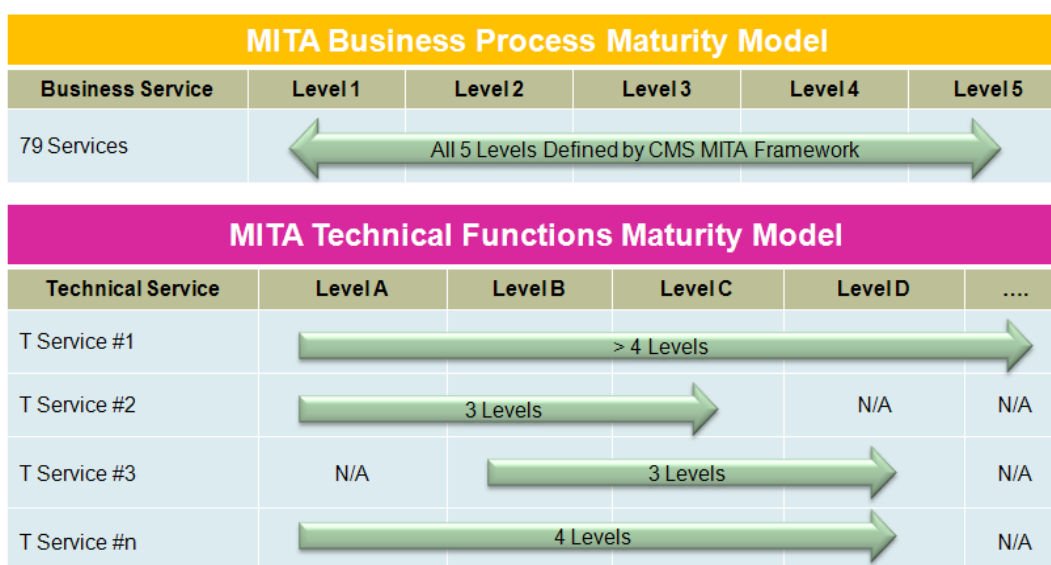 MITA Business Process Maturity Model
Business Service Level 1 Level 2 Level 3 Level 4 Level 5
79 Services All 5 Levels Defined by CMS MITA Framework
MITA Technical Functions Maturity Model
Technical Service Level A Level B Level C Level D ....
T Service #1 > 4 Levels
T Service #2 3 Levels N/A N/A
T Service #3 N/A 3 Levels N/A
T Service #n 4 Levels N/A